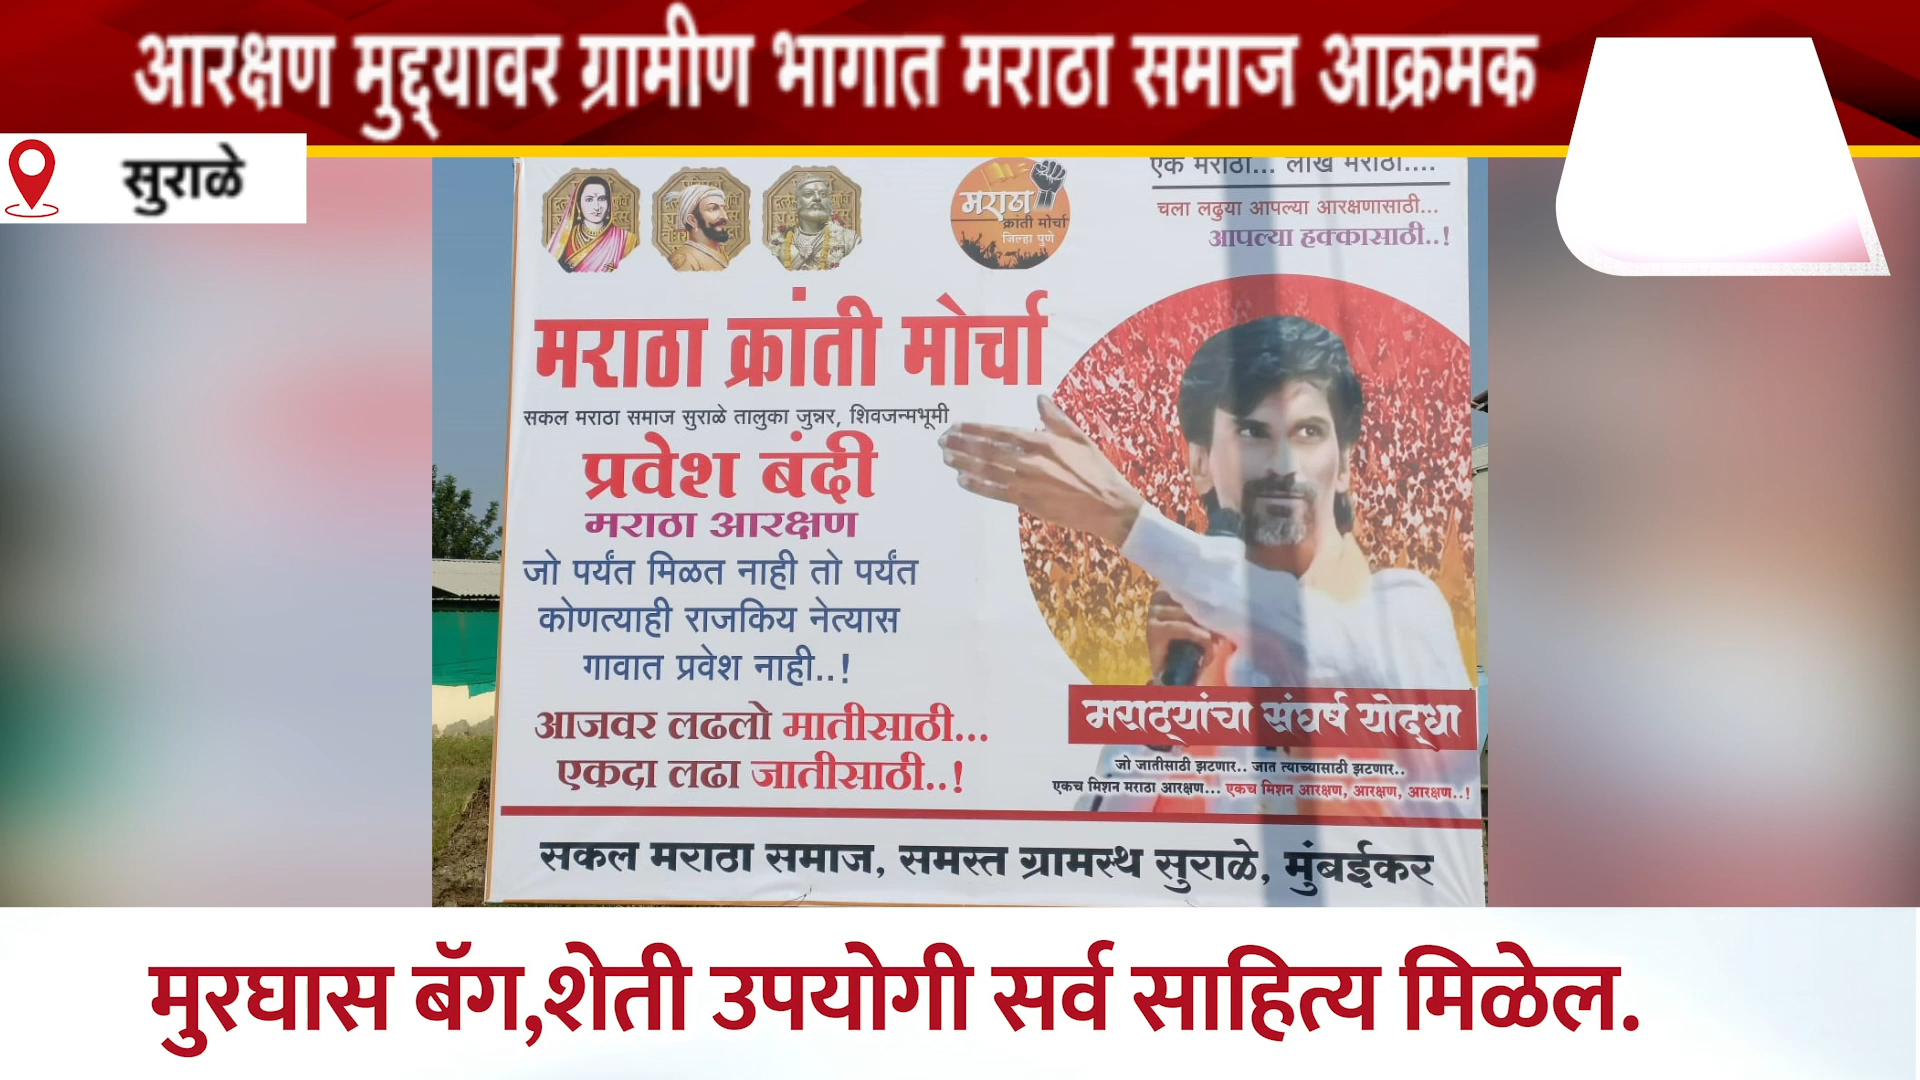 आरक्षण मुद्द्यावर ग्रामीण भागात मराठा समाज आक्रमक
सुराळे
एक मराठा... लाख मराठा....
चला लढुया आपल्या आरक्षणासाठी...
आपल्या हक्कासाठी..!
मराठा
क्रांती मोर्चा
जिल्हा पुणे
मराठा क्रांती मोर्चा
सकल मराठा समाज सुराळे तालुका जुन्नर, शिवजन्मभूमी
प्रवेश बंदी
मराठा आरक्षण
जो पर्यंत मिळत नाही तो पर्यंत
कोणत्याही राजकिय नेत्यास
गावात प्रवेश नाही..!
आजवर लढलो मातीसाठी...
एकदा लढा जातीसाठी..!
मराठ्यांचा संघर्ष योद्धा
जो जातीसाठी झटणार.. जात त्याच्यासाठी झटणार..
एकच मिशन मराठा आरक्षण... एकच मिशन आरक्षण, आरक्षण, आरक्षण..!
सकल मराठा समाज, समस्त ग्रामस्थ सुराळे, मुंबईकर
मुरघास बॅग,शेती उपयोगी सर्व साहित्य मिळेल.